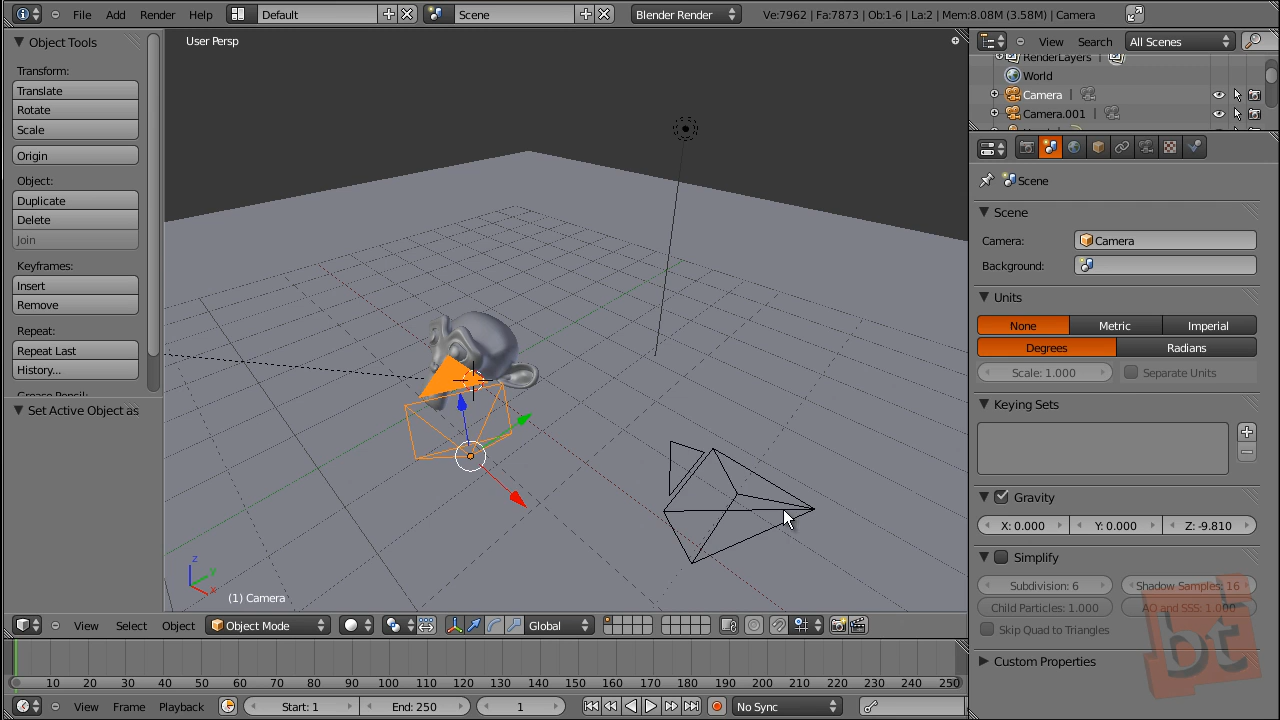 File Add Render Help Default Scene Blender Render Ve:7962 | Fa:7873 | Ob:1-6 | La:2 | Mem:8.08M (3.58M) | Camera
Object Tools
Transform:
Translate
Rotate
Scale
Origin
Object:
Duplicate
Delete
Join
Keyframes:
Insert
Remove
Repeat:
Repeat Last
History...
Grease Pencil:
Set Active Object as
User Persp
z
y
x
(1) Camera
View Select Object Object Mode Global
10 20 30 40 50 60 70 80 90 100 110 120 130 140 150 160 170 180 190 200 210 220 230 240 250
View Frame Playback Start: 1 End: 250 1 No Sync
View Search All Scenes
RenderLayers
World
Camera
Camera.001
Scene
Scene
Camera: Camera
Background:
Units
None Metric Imperial
Degrees Radians
Scale: 1.000 Separate Units
Keying Sets
Gravity
X: 0.000 Y: 0.000 Z: -9.810
Simplify
Subdivision: 6 Shadow Samples: 16
Child Particles: 1.000 AO and SSS: 1.000
Skip Quad to Triangles
Custom Properties
bt